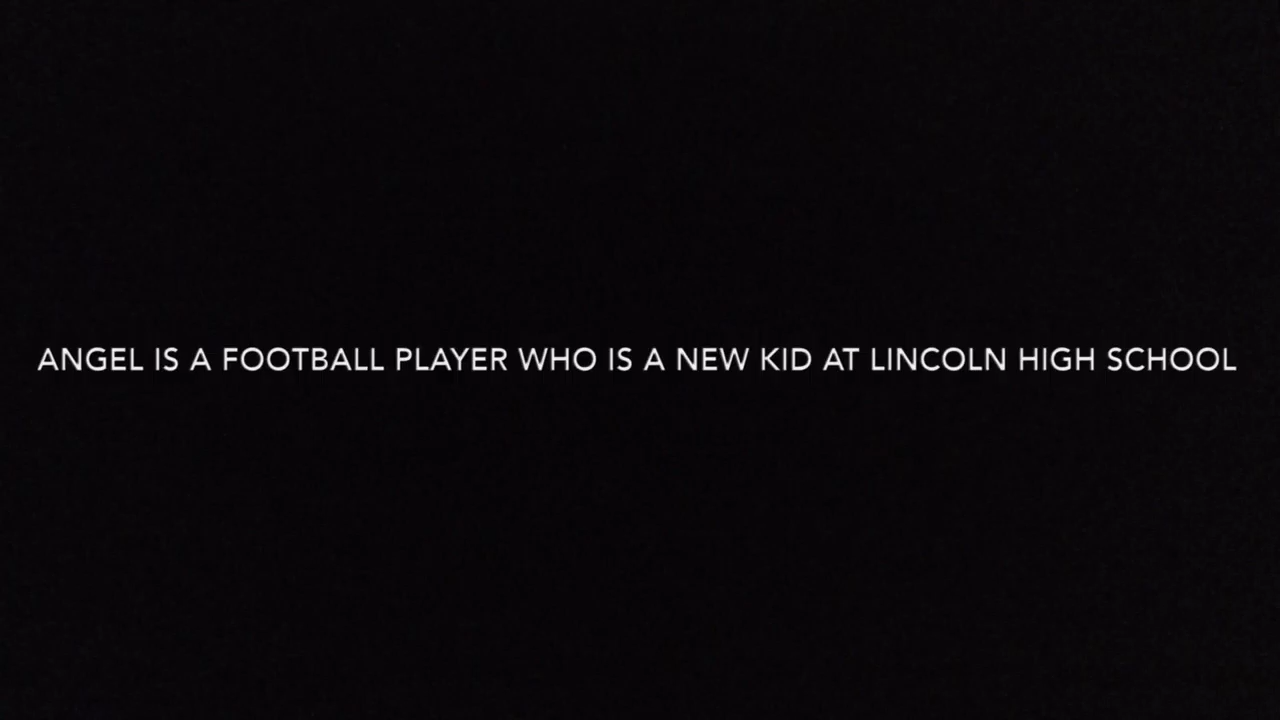 ANGEL IS A FOOTBALL PLAYER WHO IS A NEW KID AT LINCOLN HIGH SCHOOL